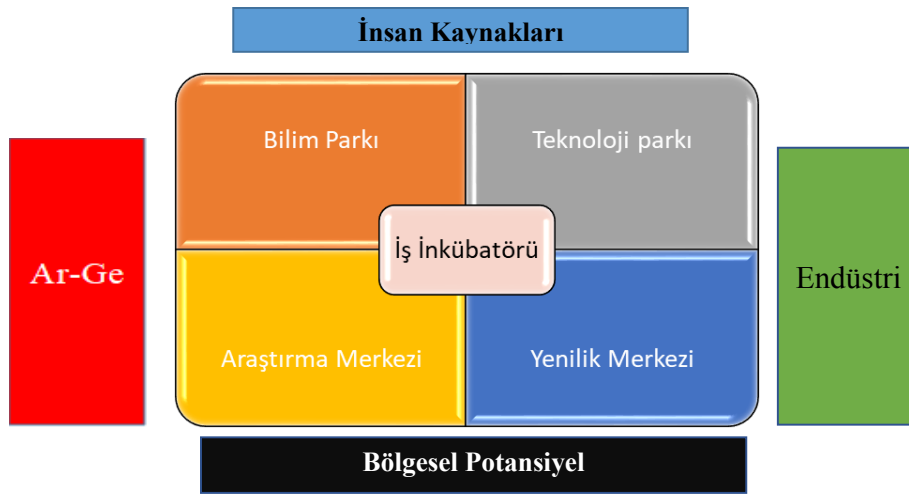 İnsan Kaynakları
Bilim Parkı
Teknoloji parkı
Ar-Ge
İş İnkübatörü
Endüstri
Araştırma Merkezi
Yenilik Merkezi
Bölgesel Potansiyel